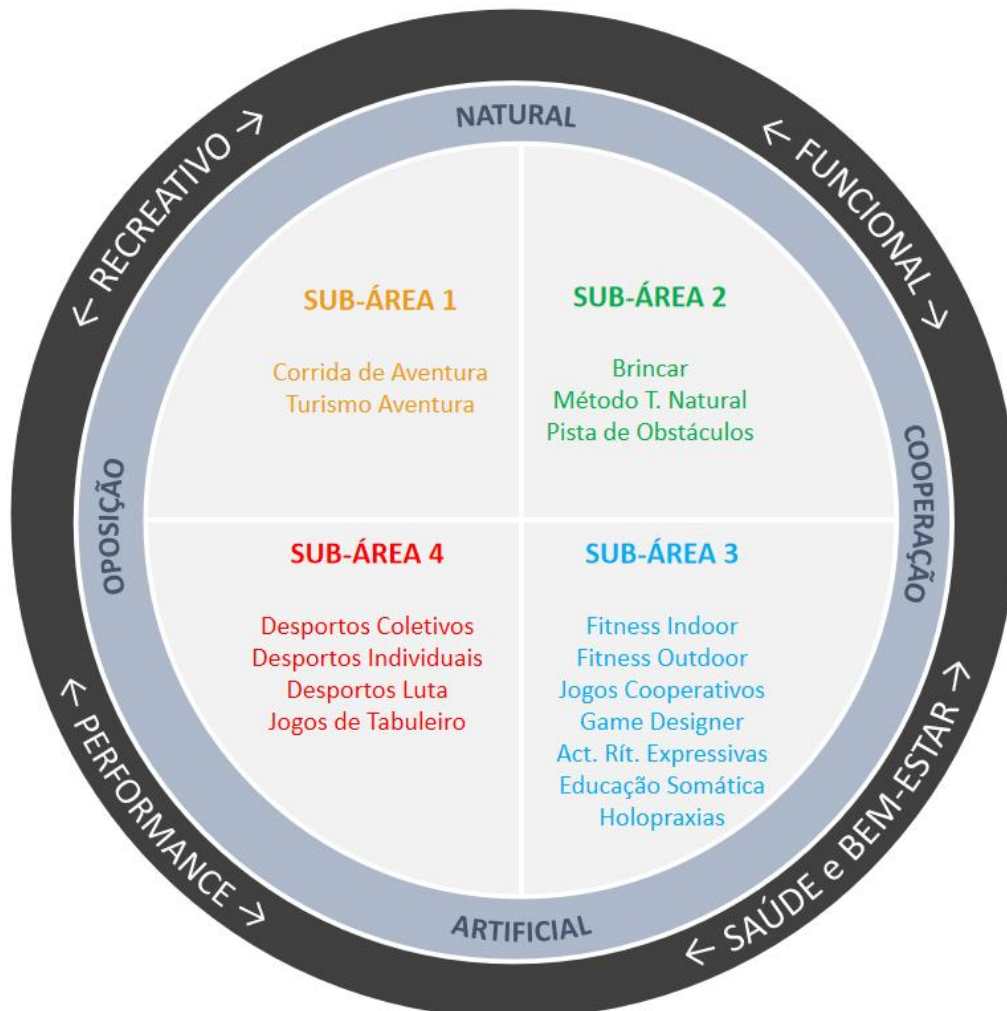 NATURAL
← RECREATIVO →
← FUNCIONAL →
SUB-ÁREA 1
Corrida de Aventura
Turismo Aventura
SUB-ÁREA 2
Brincar
Método T. Natural
Pista de Obstáculos
OPOSIÇÃO
COOPERAÇÃO
SUB-ÁREA 4
Desportos Coletivos
Desportos Individuais
Desportos Luta
Jogos de Tabuleiro
SUB-ÁREA 3
Fitness Indoor
Fitness Outdoor
Jogos Cooperativos
Game Designer
Act. Rít. Expressivas
Educação Somática
Holopraxias
← PERFORMANCE →
← SAÚDE e BEM-ESTAR →
ARTIFICIAL